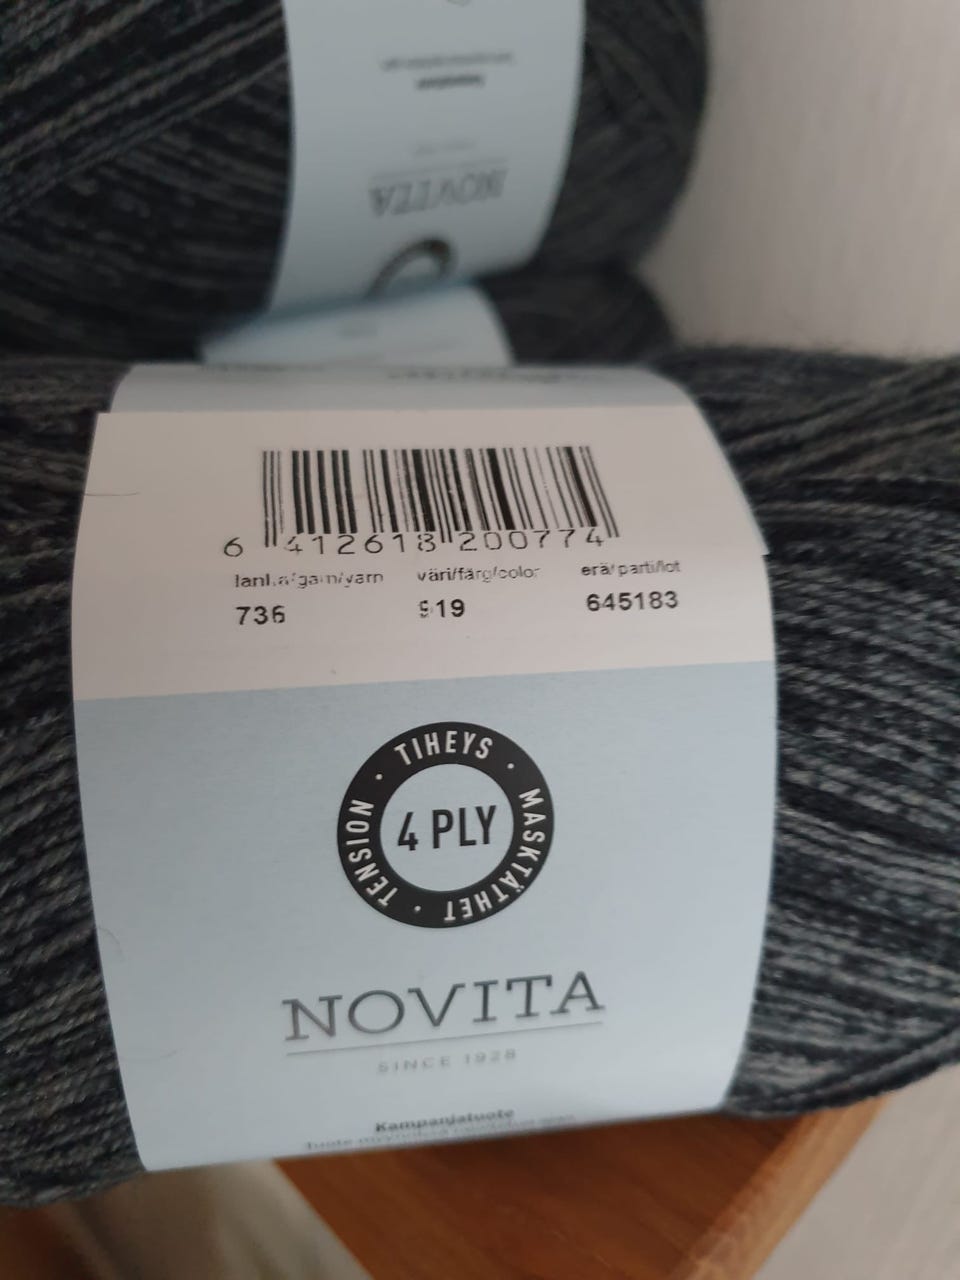 NOVITA
6 412618 200774
lanka/garn/yarn väri/färg/color erä/parti/lot
736 919 645183
TIHEYS · MASKTÄTHET · TENSION ·
4 PLY
NOVITA
SINCE 1928
Kampanjatuote